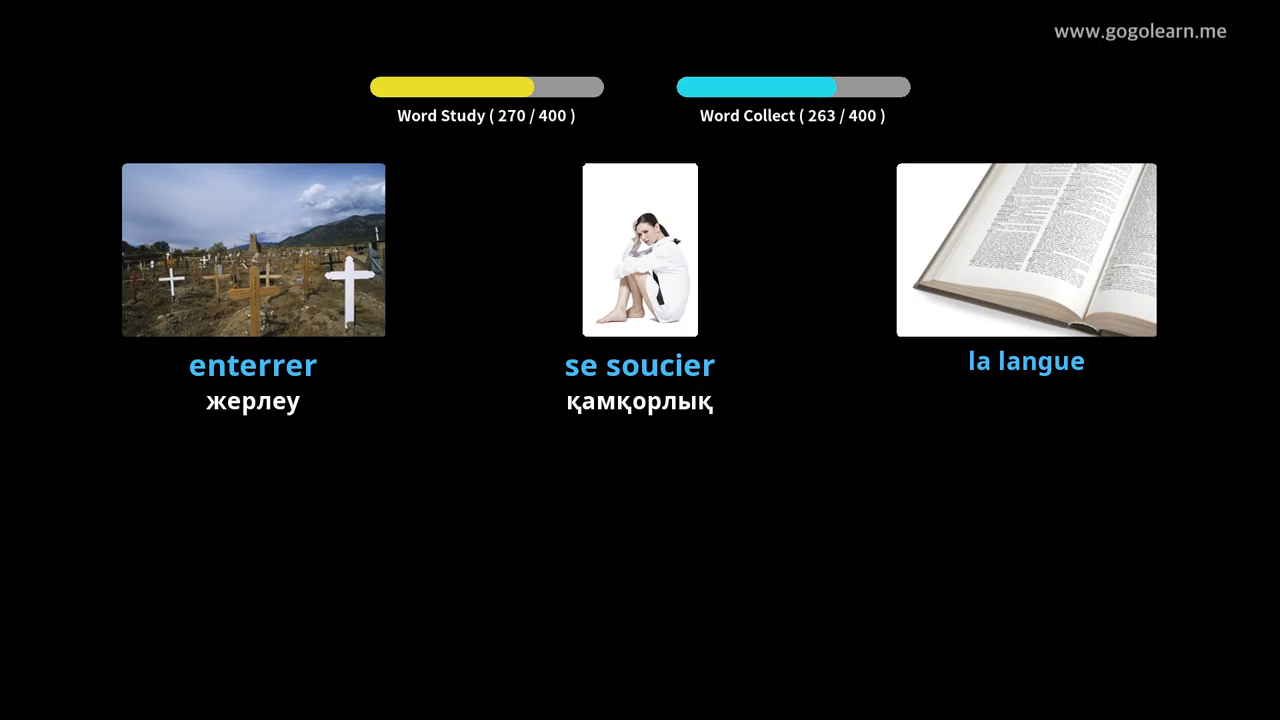 www.gogolearn.me
Word Study ( 270 / 400 )
Word Collect ( 263 / 400 )
enterrer
жерлеу
se soucier
қамқорлық
la langue